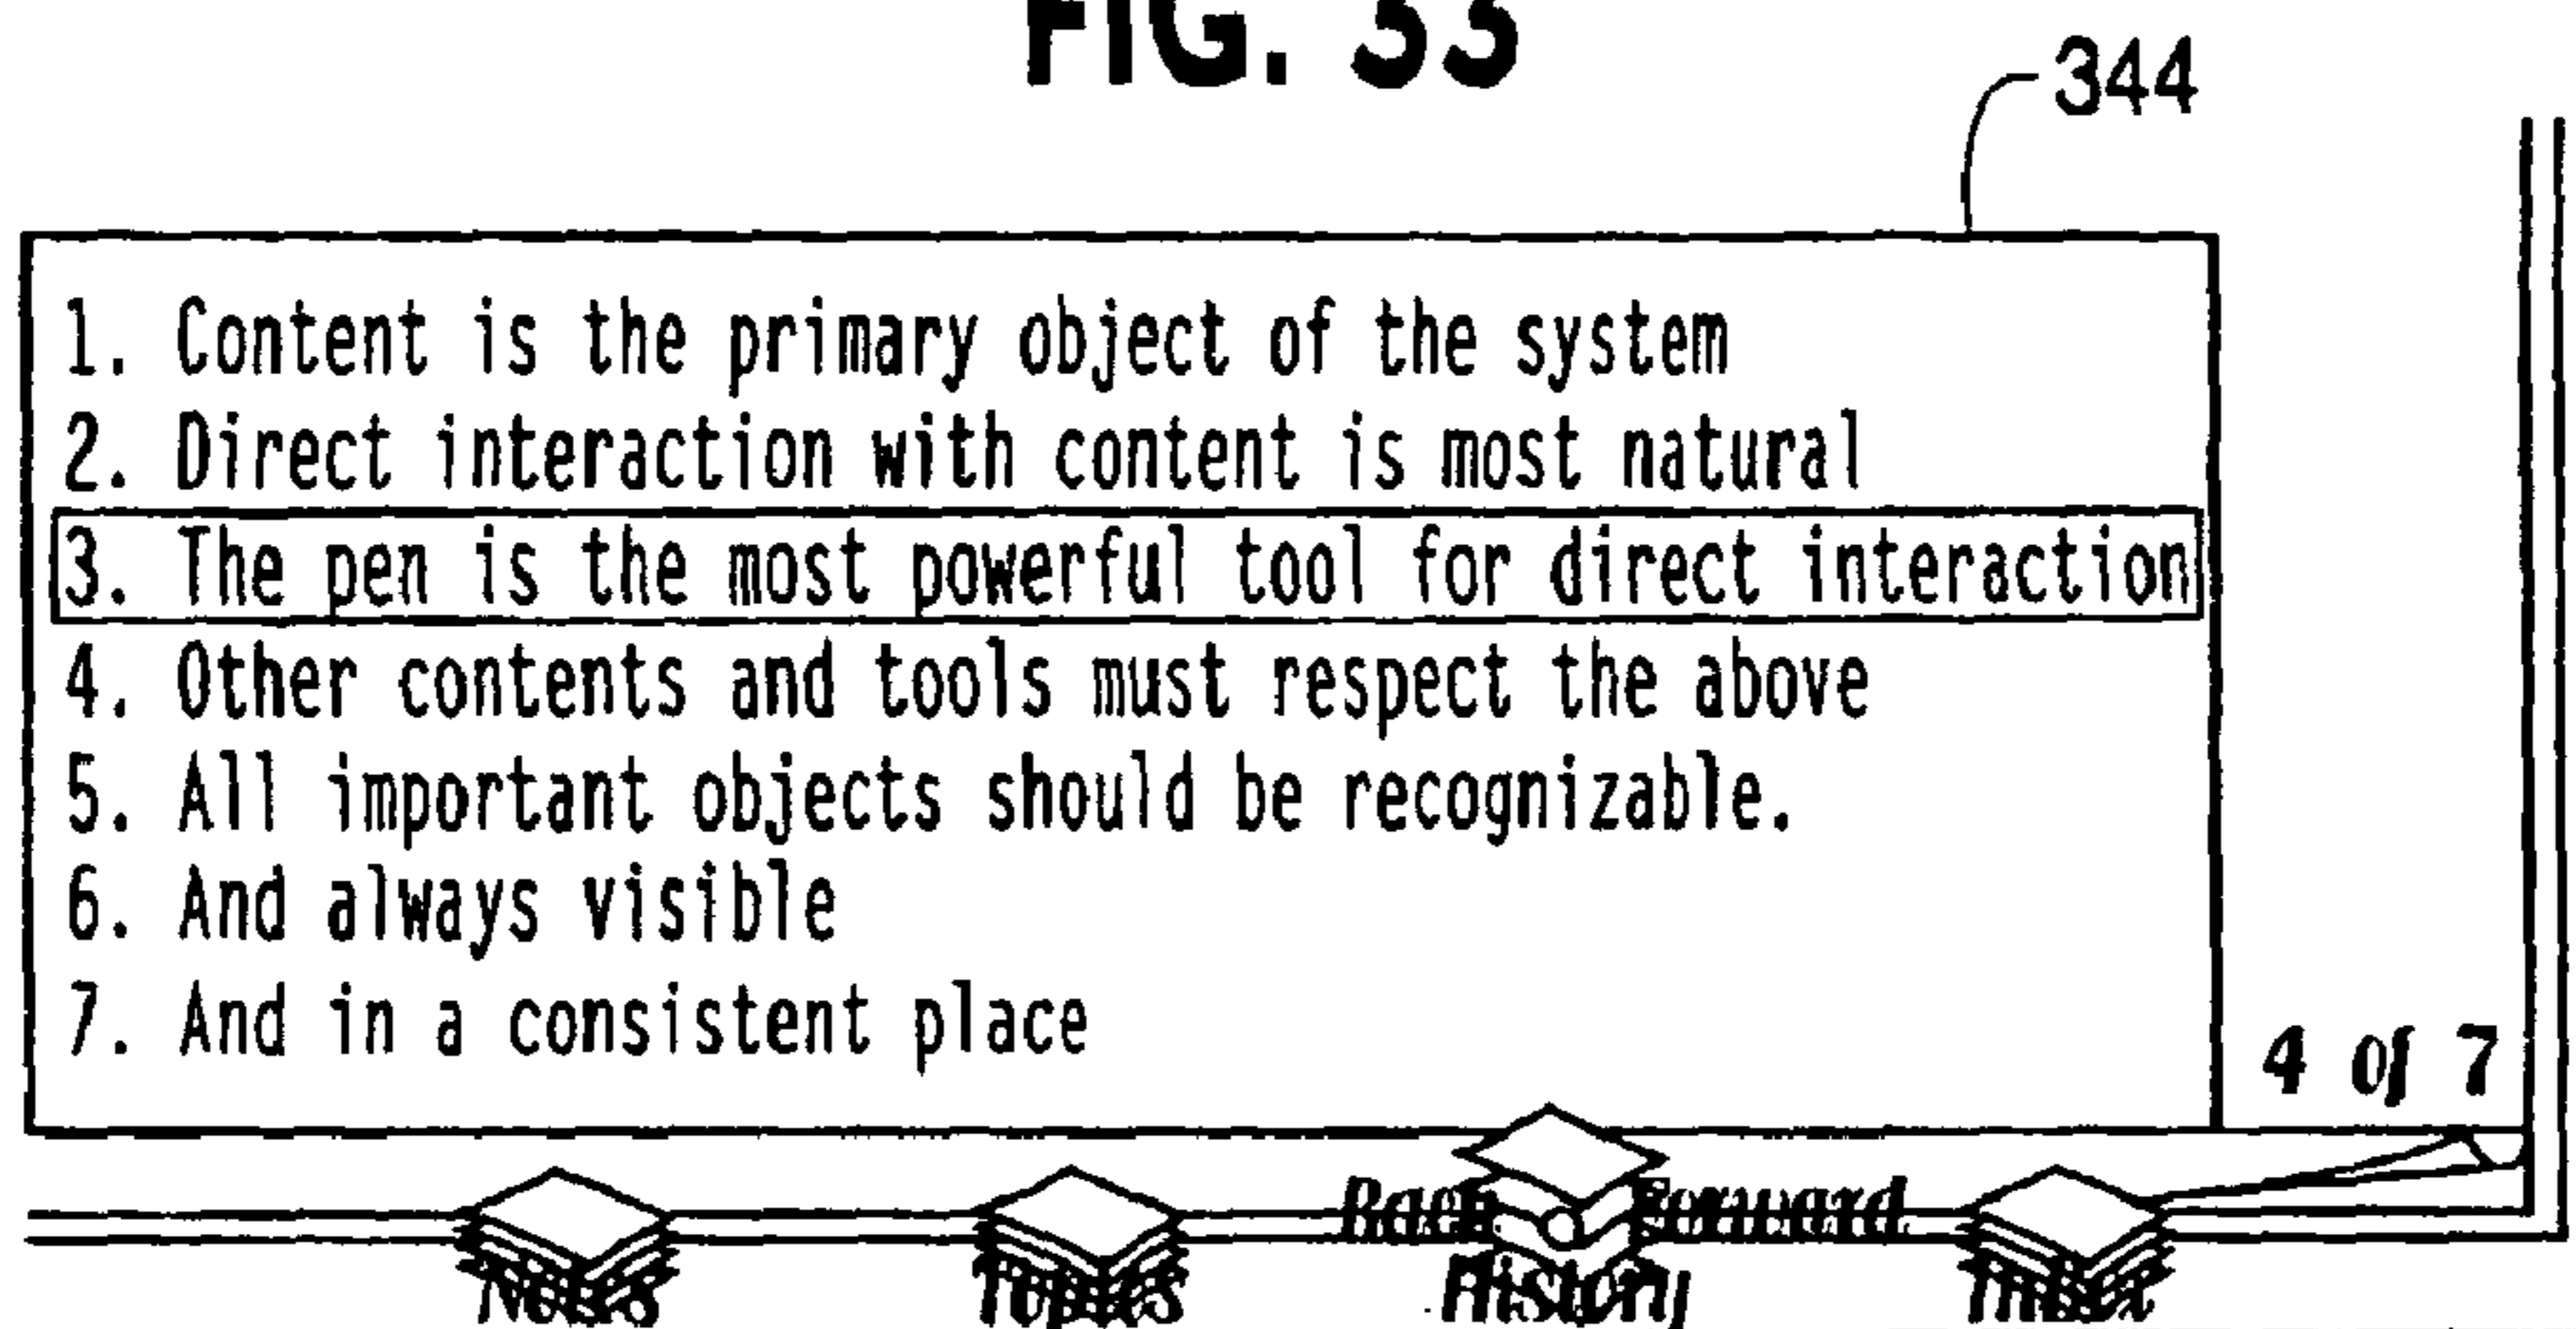 FIG. 33
344
1. Content is the primary object of the system
2. Direct interaction with content is most natural
3. The pen is the most powerful tool for direct interaction
4. Other contents and tools must respect the above
5. All important objects should be recognizable.
6. And always visible
7. And in a consistent place
4 of 7
Back Forward
Notes Topics History